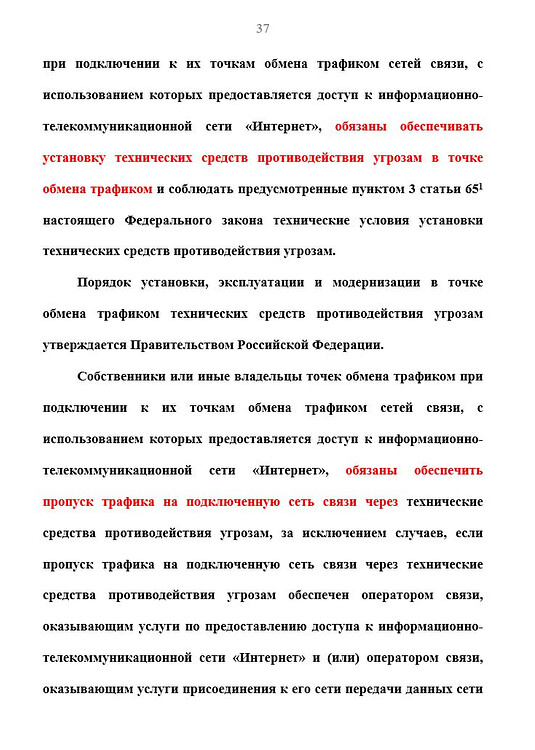 37
при подключении к их точкам обмена трафиком сетей связи, с
использованием которых предоставляется доступ к информационно-
телекоммуникационной сети «Интернет», обязаны обеспечивать
установку технических средств противодействия угрозам в точке
обмена трафиком и соблюдать предусмотренные пунктом 3 статьи 65¹
настоящего Федерального закона технические условия установки
технических средств противодействия угрозам.
Порядок установки, эксплуатации и модернизации в точке
обмена трафиком технических средств противодействия угрозам
утверждается Правительством Российской Федерации.
Собственники или иные владельцы точек обмена трафиком при
подключении к их точкам обмена трафиком сетей связи, с
использованием которых предоставляется доступ к информационно-
телекоммуникационной сети «Интернет», обязаны обеспечить
пропуск трафика на подключенную сеть связи через технические
средства противодействия угрозам, за исключением случаев, если
пропуск трафика на подключенную сеть связи через технические
средства противодействия угрозам обеспечен оператором связи,
оказывающим услуги по предоставлению доступа к информационно-
телекоммуникационной сети «Интернет» и (или) оператором связи,
оказывающим услуги присоединения к его сети передачи данных сети